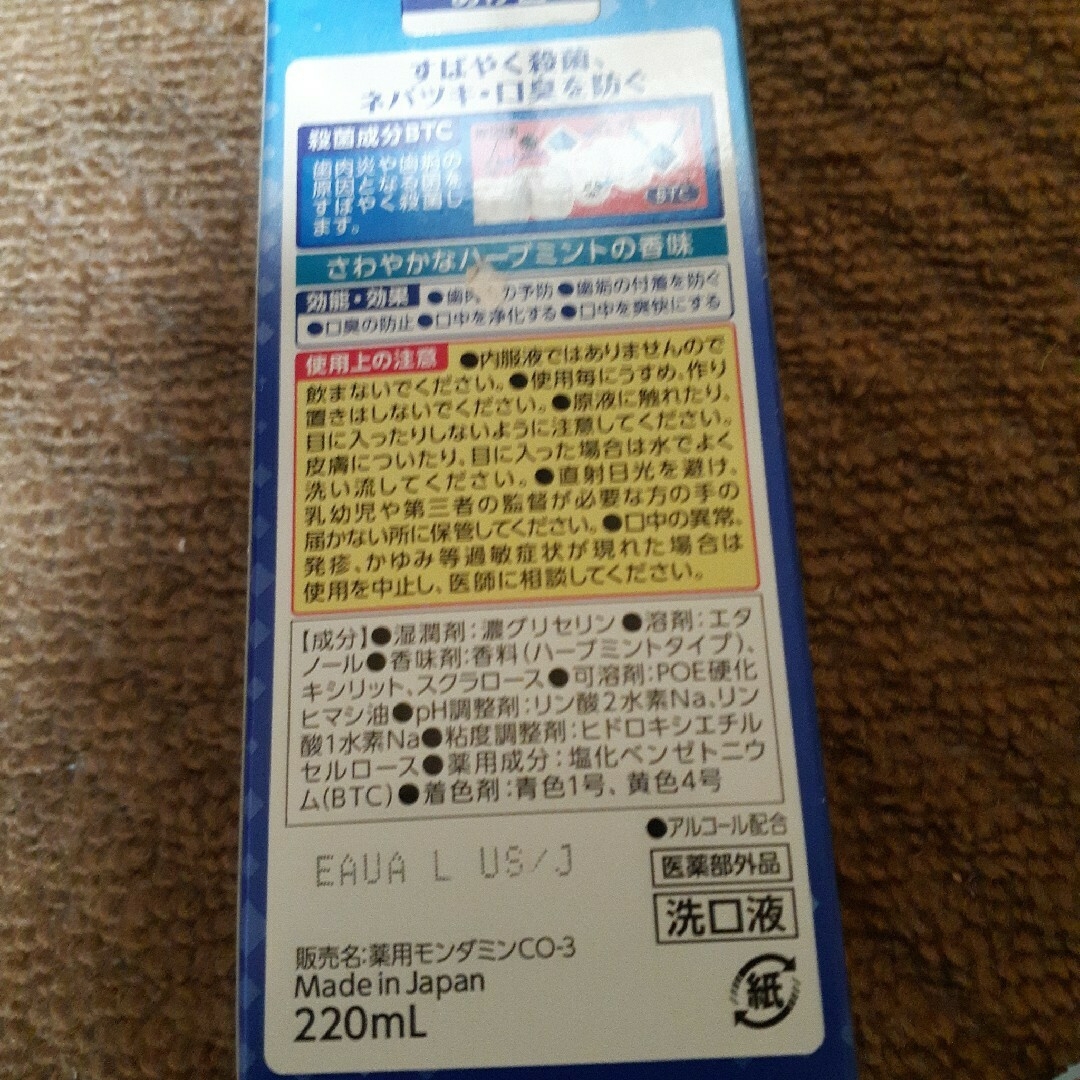 すばやく殺菌、
ネバツキ・口臭を防ぐ
殺菌成分BTC
歯肉炎や歯垢の
原因となる菌を
すばやく殺菌し
ます。
BTC
さわやかなハーブミントの香味
効能・効果 ●歯肉 の予防●歯垢の付着を防ぐ
●口臭の防止●口中を浄化する●口中を爽快にする
使用上の注意 ●内服液ではありませんので
飲まないでください。●使用毎にうすめ、作り
置きはしないでください。●原液に触れたり、
目に入ったりしないように注意してください。
皮膚についたり、目に入った場合は水でよく
洗い流してください。●直射日光を避け、
乳幼児や第三者の監督が必要な方の手の
届かない所に保管してください。●口中の異常、
発疹、かゆみ等過敏症状が現れた場合は
使用を中止し、医師に相談してください。
【成分】●湿潤剤:濃グリセリン●溶剤:エタ
ノール●香味剤:香料(ハーブミントタイプ)、
キシリット、スクラロース●可溶剤:POE硬化
ヒマシ油●pH調整剤:リン酸2水素Na、リン
酸1水素Na●粘度調整剤:ヒドロキシエチル
セルロース●薬用成分:塩化ベンゼトニウ
ム(BTC)●着色剤:青色1号、黄色4号
●アルコール配合
EAUA L US/J
医薬部外品
洗口液
販売名:薬用モンダミンCO-3
Made in Japan
220mL
紙